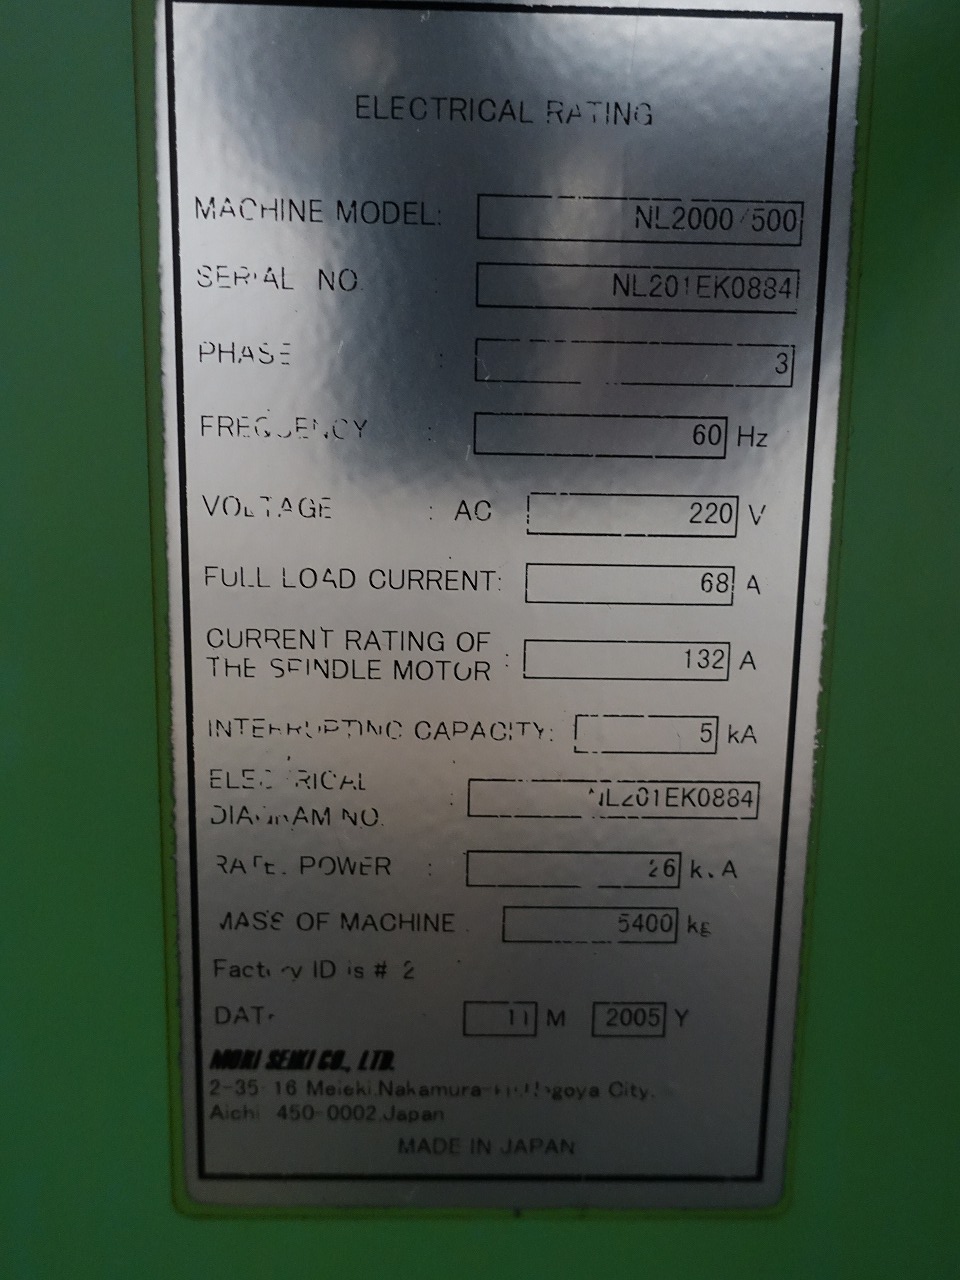 ELECTRICAL RATING
MACHINE MODEL: NL2000/500
SERIAL NO. : NL201EK0884
PHASE : 3
FREQUENCY : 60 Hz
VOLTAGE : AC 220 V
FULL LOAD CURRENT: 68 A
CURRENT RATING OF
THE SPINDLE MOTOR : 132 A
INTERRUPTING CAPACITY: 5 kA
ELECTRICAL
DIAGRAM NO. : NL201EK0884
RATED POWER : 26 kVA
MASS OF MACHINE 5400 kg
Factory ID is # 2
DATE 11 M 2005 Y
MORI SEIKI CO., LTD.
2-35-16 Meieki, Nakamura-ku, Nagoya City,
Aichi 450-0002, Japan
MADE IN JAPAN